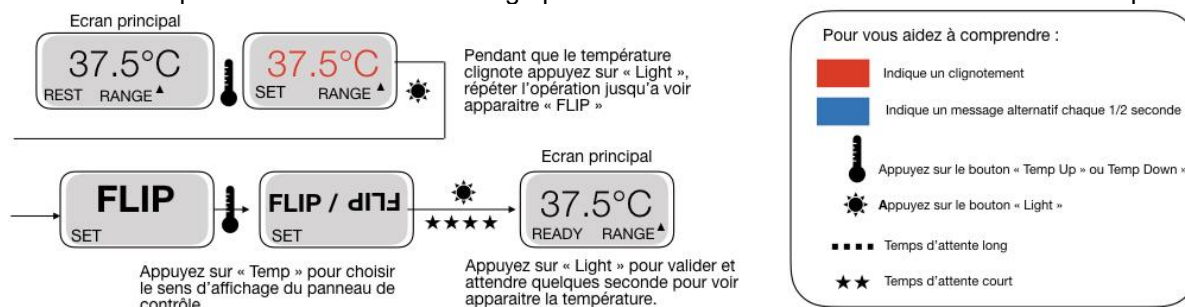 Ecran principal
37.5°C
REST RANGE
37.5°C
SET RANGE
Pendant que le température
clignote appuyez sur « Light »,
répéter l'opération jusqu'a voir
apparaitre « FLIP »
FLIP
SET
FLIP / FLIP
SET
Ecran principal
37.5°C
READY RANGE
Appuyez sur « Temp » pour choisir
le sens d'affichage du panneau de
contrôle
Appuyez sur « Light » pour valider et
attendre quelques seconde pour voir
apparaitre la température.
Pour vous aidez à comprendre :
Indique un clignotement
Indique un message alternatif chaque 1/2 seconde
Appuyez sur le bouton « Temp Up » ou Temp Down »
Appuyez sur le bouton « Light »
Temps d'attente long
Temps d'attente court